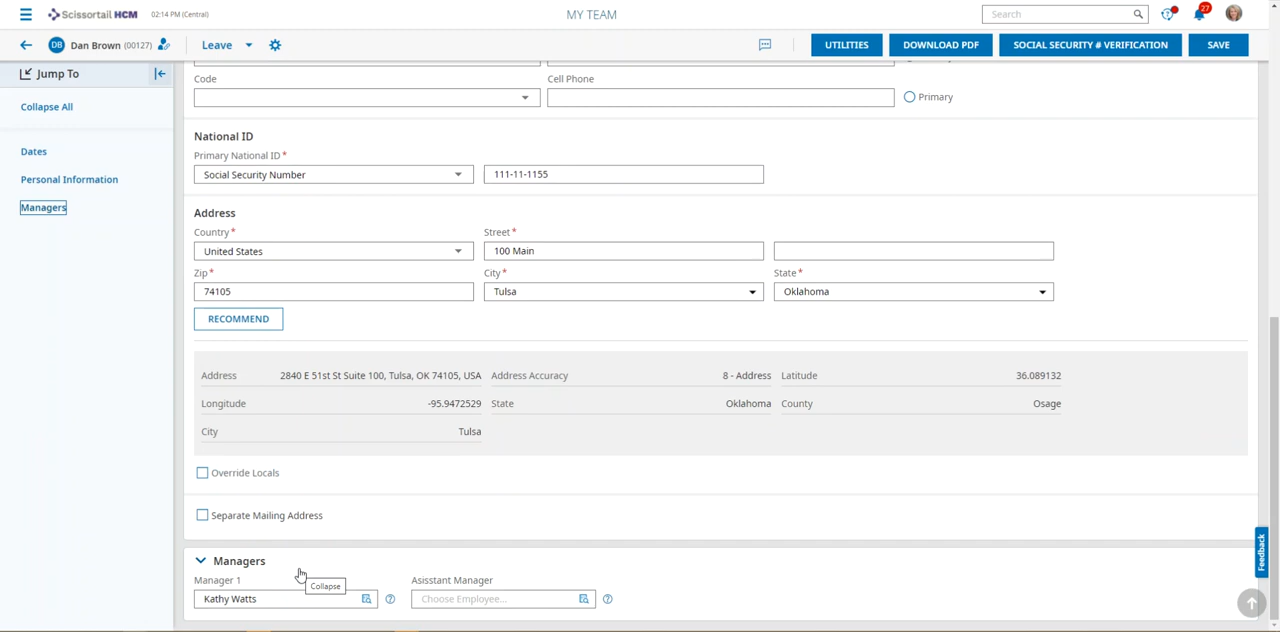 Scissortail HCM 02:14 PM (Central) MY TEAM Search 27
DB Dan Brown (00127) Leave UTILITIES DOWNLOAD PDF SOCIAL SECURITY # VERIFICATION SAVE
Jump To
Collapse All
Dates
Personal Information
Managers
Code Cell Phone
Primary
National ID
Primary National ID*
Social Security Number 111-11-1155
Address
Country* Street*
United States 100 Main
Zip* City* State*
74105 Tulsa Oklahoma
RECOMMEND
Address 2840 E 51st St Suite 100, Tulsa, OK 74105, USA Address Accuracy 8 - Address Latitude 36.089132
Longitude -95.9472529 State Oklahoma County Osage
City Tulsa
Override Locals
Separate Mailing Address
Managers
Collapse
Manager 1 Asisstant Manager
Kathy Watts Choose Employee...
Feedback